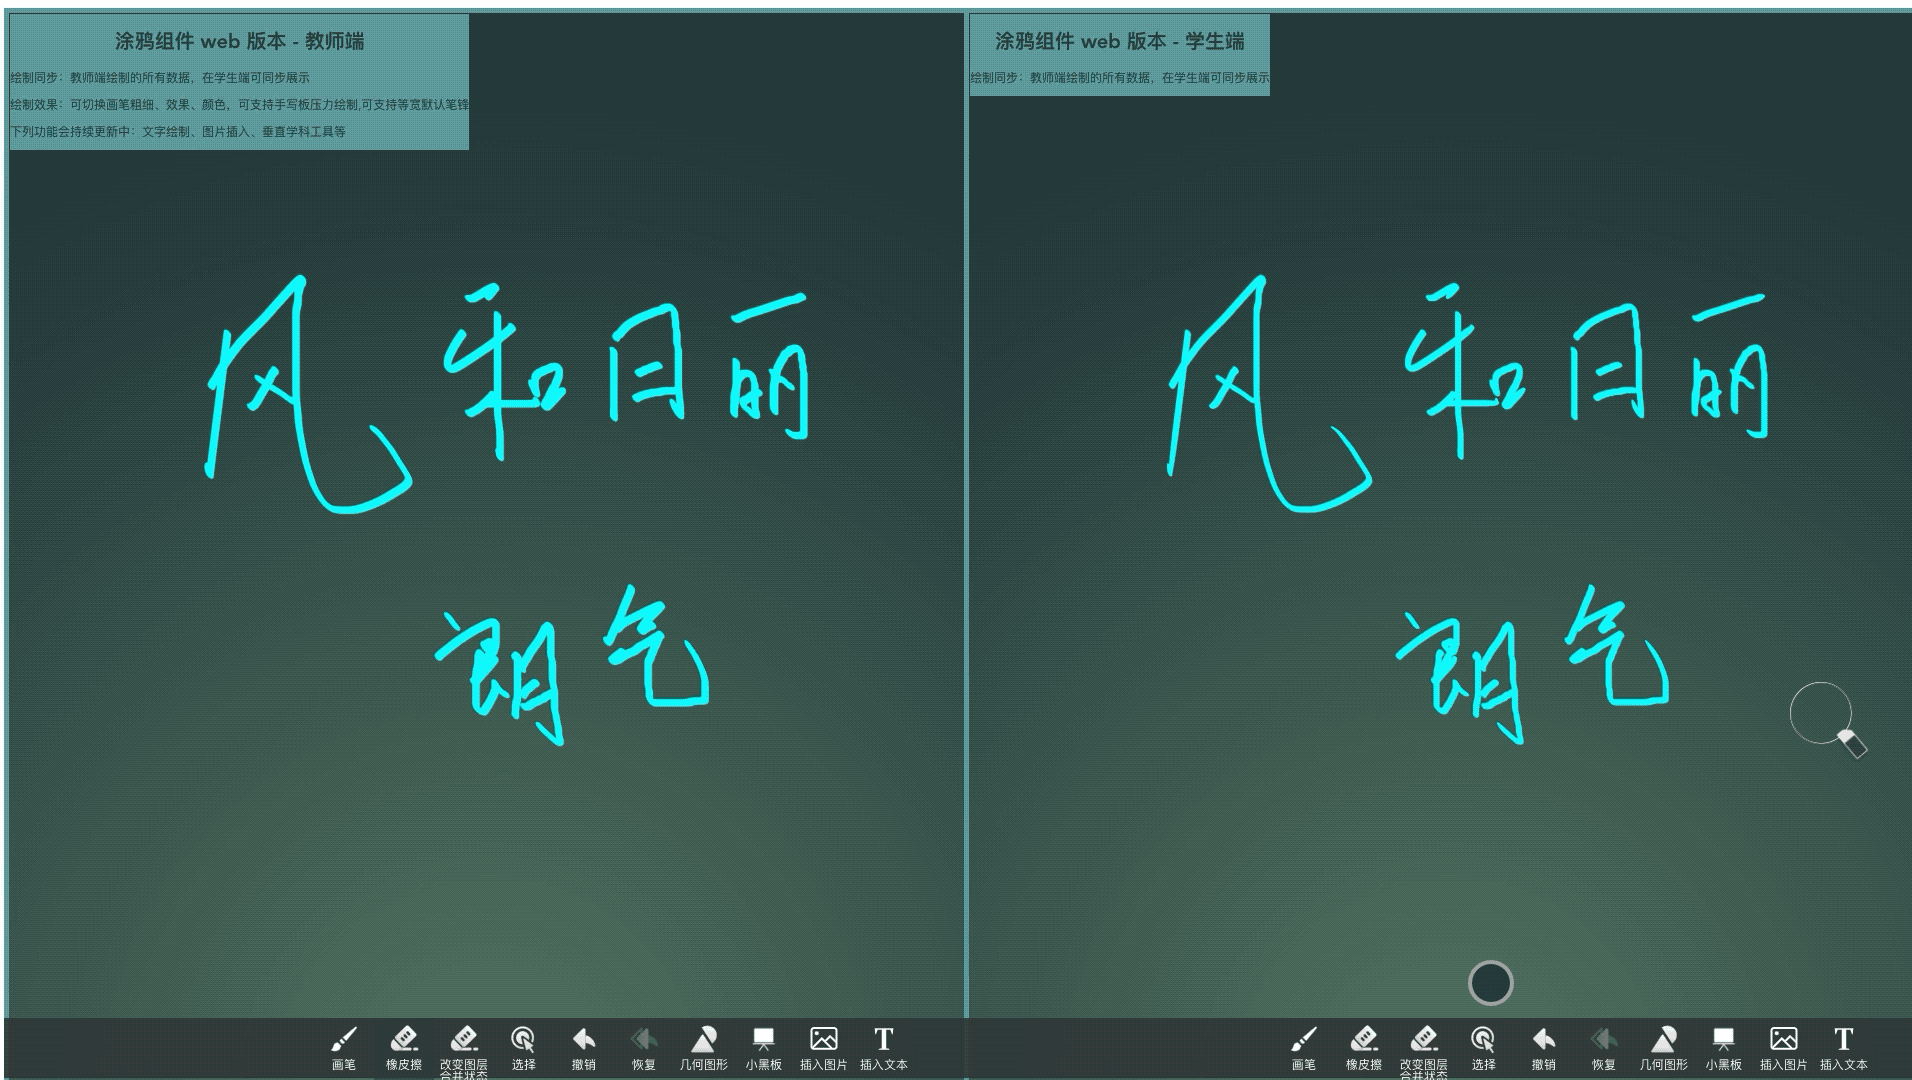 涂鸦组件 web 版本 - 教师端
绘制同步：教师端绘制的所有数据，在学生端可同步展示
绘制效果：可切换画笔粗细、效果、颜色，可支持手写板压力绘制,可支持等宽默认笔锋
下列功能会持续更新中：文字绘制、图片插入、垂直学科工具等
风和日丽
朗气
画笔 橡皮擦 改变图层 选择 撤销 恢复 几何图形 小黑板 插入图片 插入文本
合并状态
涂鸦组件 web 版本 - 学生端
绘制同步：教师端绘制的所有数据，在学生端可同步展示
风和日丽
朗气
画笔 橡皮擦 改变图层 选择 撤销 恢复 几何图形 小黑板 插入图片 插入文本
合并状态